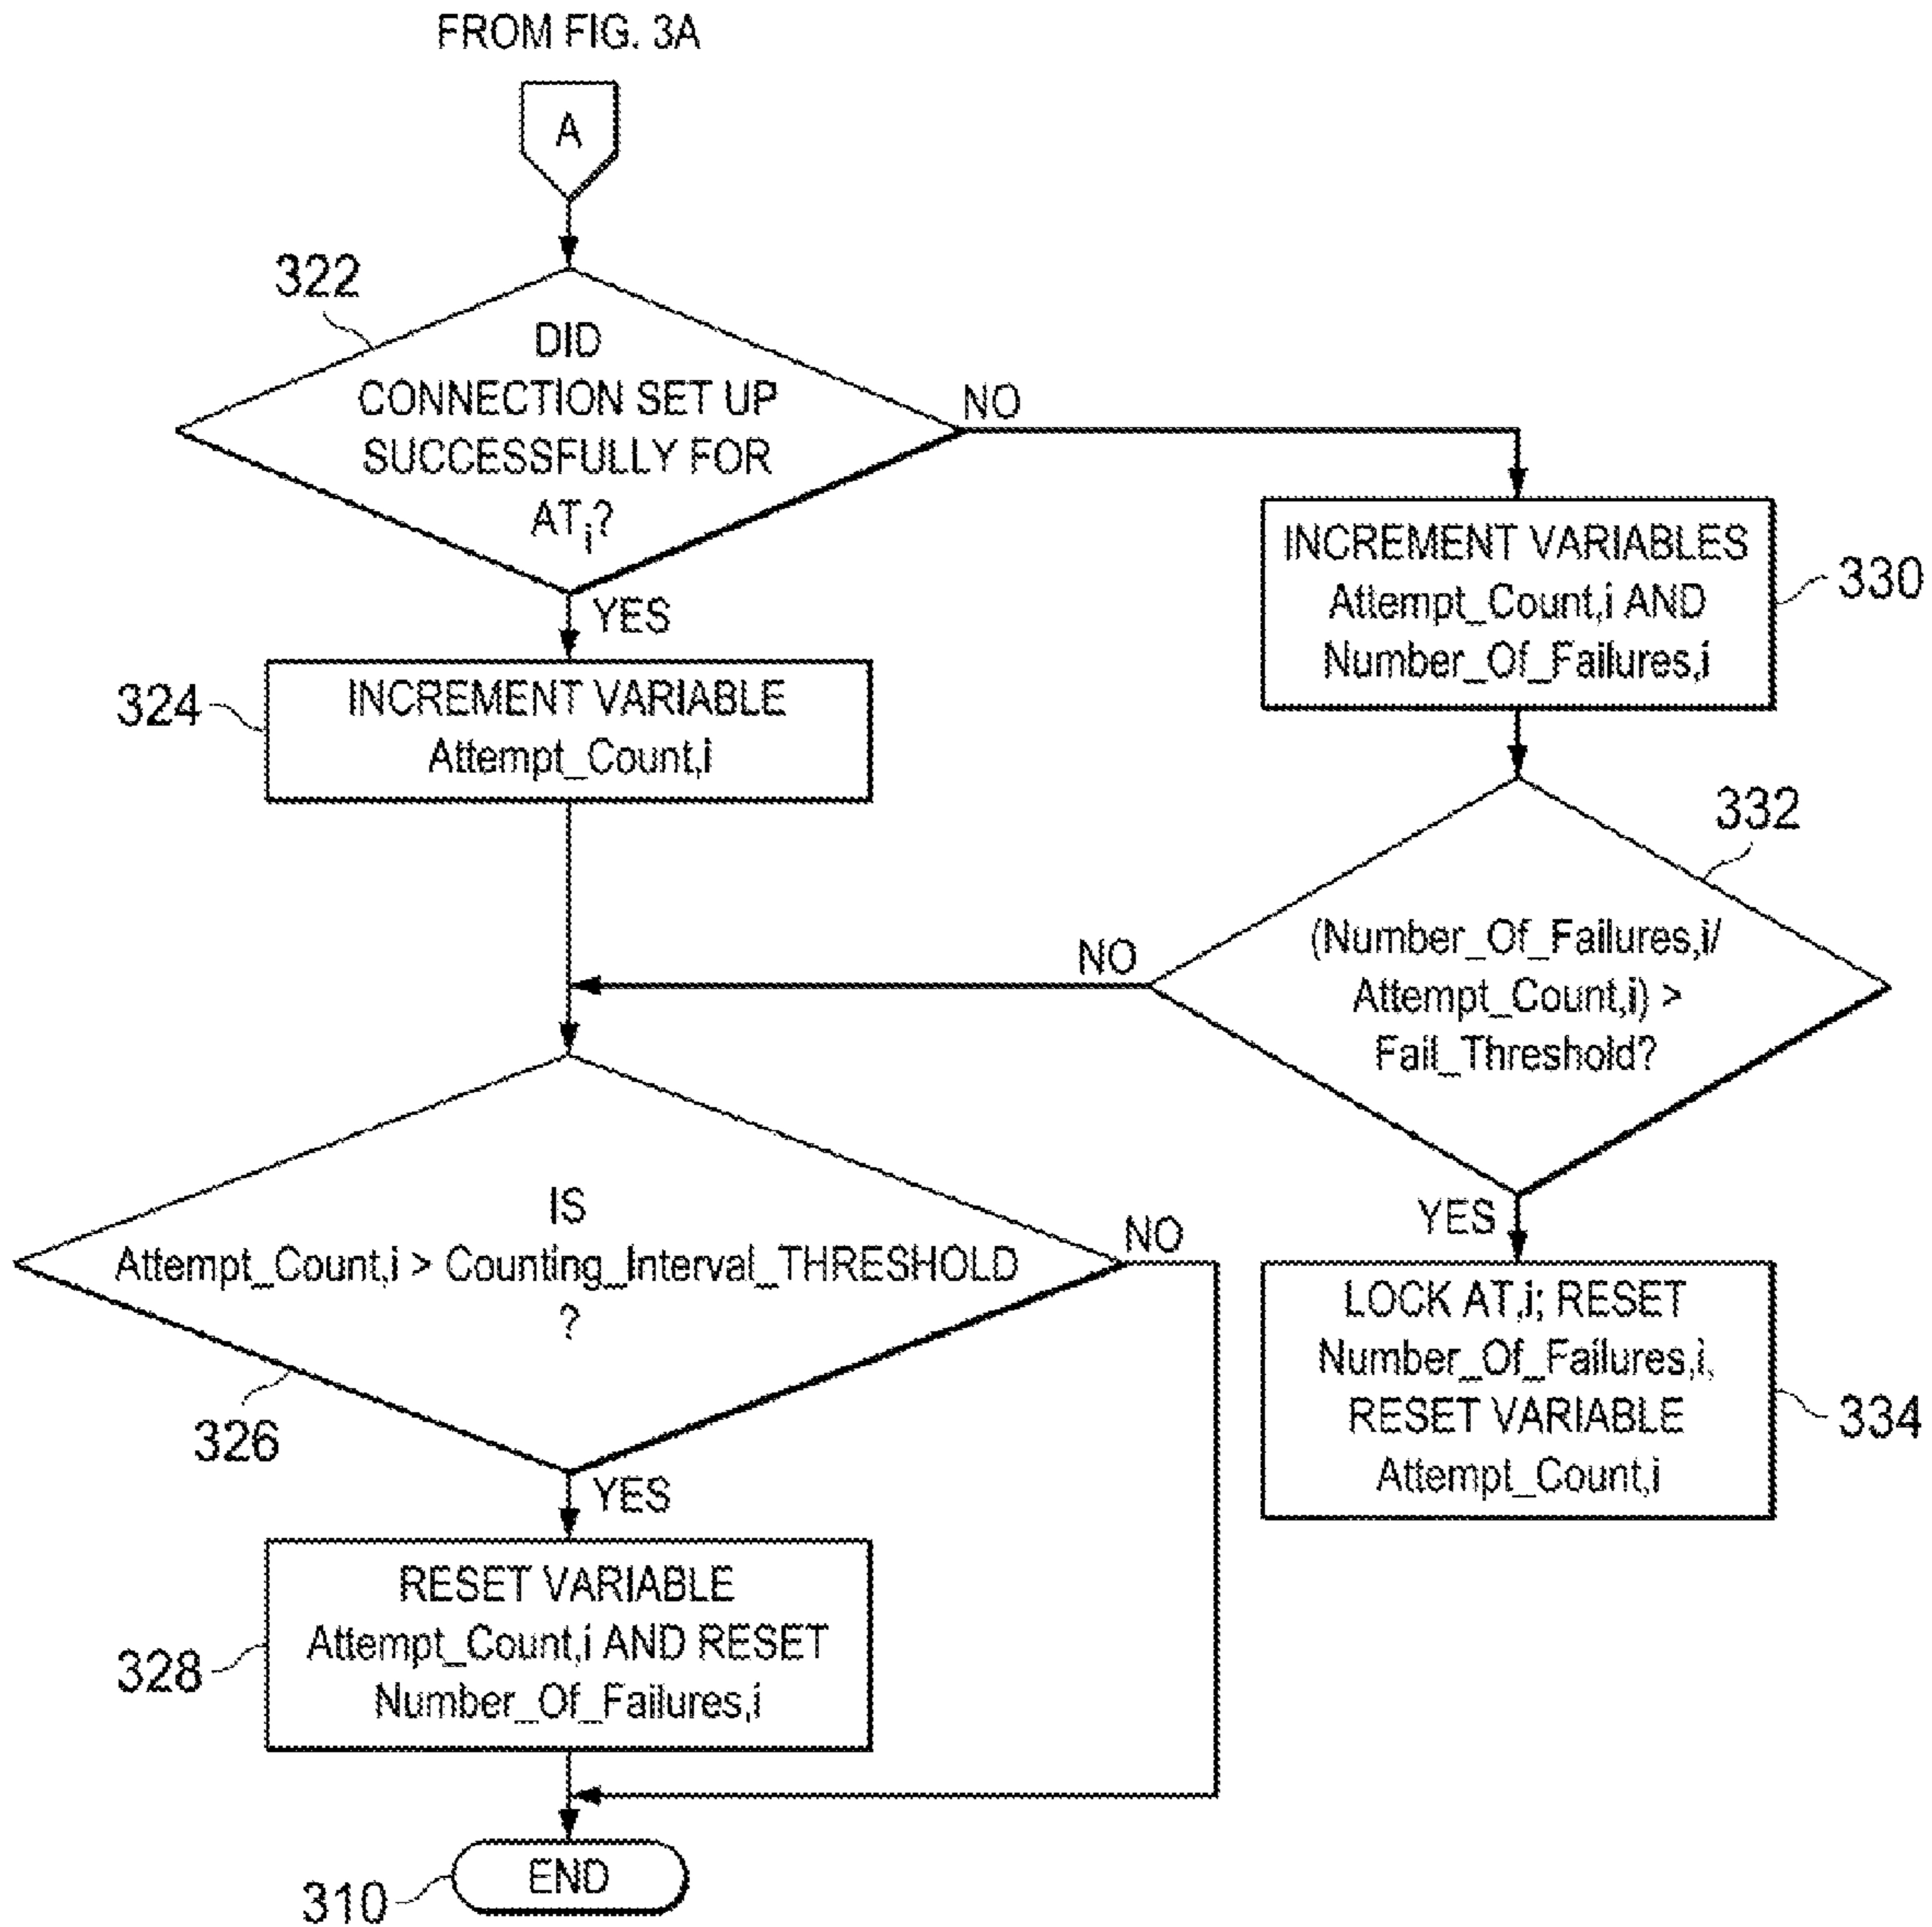 FROM FIG. 3A
A
322
DID
CONNECTION SET UP
SUCCESSFULLY FOR
ATi?
NO
YES
INCREMENT VARIABLES
Attempt_Count,i AND
Number_Of_Failures,i
330
324
INCREMENT VARIABLE
Attempt_Count,i
332
(Number_Of_Failures,i/
Attempt_Count,i) >
Fail_Threshold?
NO
YES
IS
Attempt_Count,i > Counting_Interval_THRESHOLD
?
NO
326
YES
LOCK AT,i; RESET
Number_Of_Failures,i,
RESET VARIABLE
Attempt_Count,i
334
RESET VARIABLE
Attempt_Count,i AND RESET
Number_Of_Failures,i
328
END
310